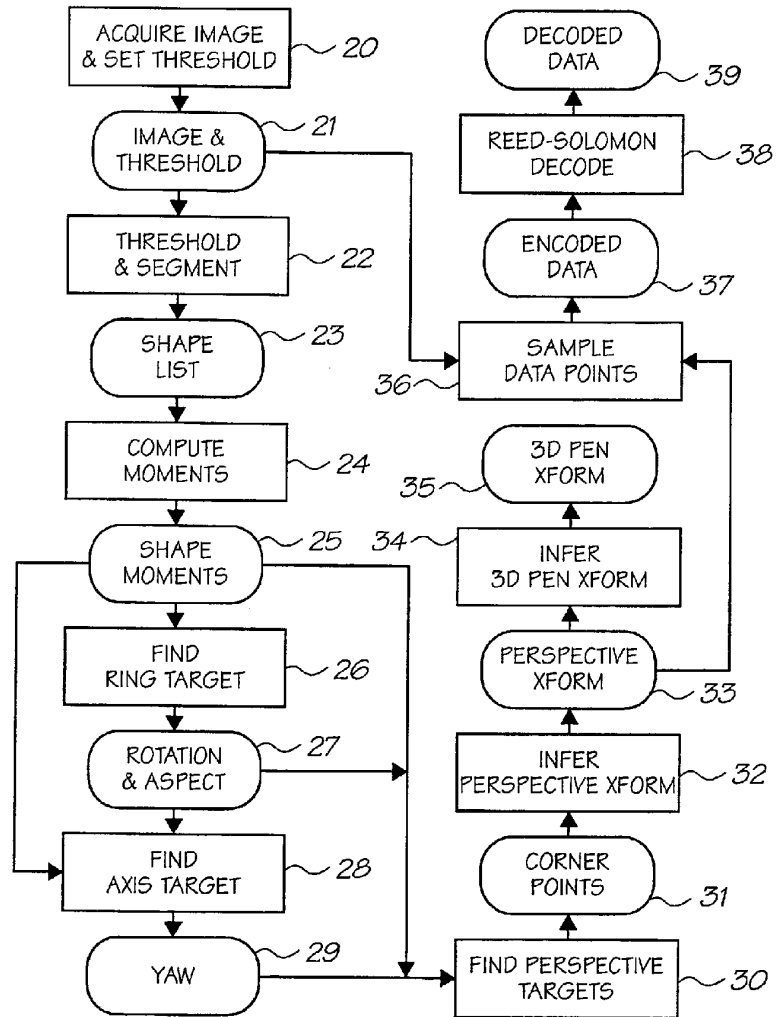 ACQUIRE IMAGE
& SET THRESHOLD
20
IMAGE &
THRESHOLD
21
THRESHOLD
& SEGMENT
22
SHAPE
LIST
23
COMPUTE
MOMENTS
24
SHAPE
MOMENTS
25
FIND
RING TARGET
26
ROTATION
& ASPECT
27
FIND
AXIS TARGET
28
YAW
29
FIND PERSPECTIVE
TARGETS
30
CORNER
POINTS
31
INFER
PERSPECTIVE XFORM
32
PERSPECTIVE
XFORM
33
INFER
3D PEN XFORM
34
3D PEN
XFORM
35
SAMPLE
DATA POINTS
36
ENCODED
DATA
37
REED-SOLOMON
DECODE
38
DECODED
DATA
39